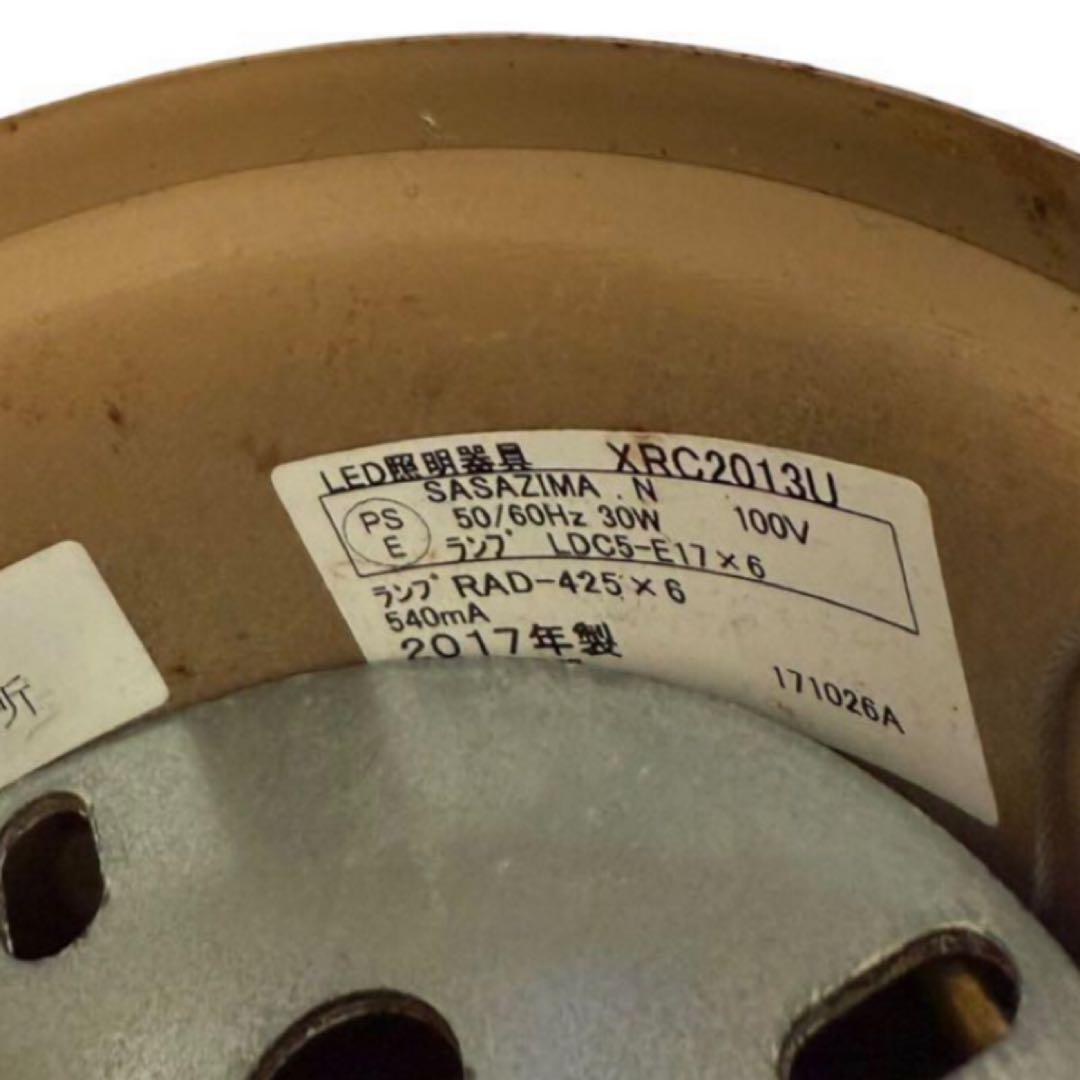 LED照明器具 XRC2013U
SASAZIMA .N
PS
E
50/60Hz 30W 100V
ランプ LDC5-E17×6
ランプ RAD-425×6
540mA
2017年製
171026A
所